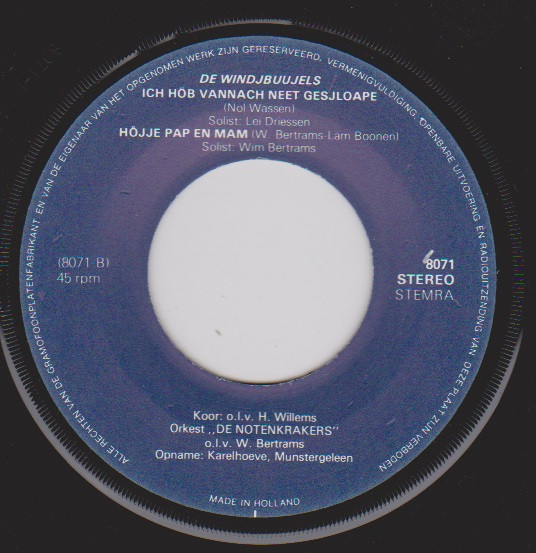 ALLE RECHTEN VAN DE GRAMOFOONPLATENFABRIKANT EN VAN DE EIGENAAR VAN HET OPGENOMEN WERK ZIJN GERESERVEERD, VERMENIGVULDIGING, OPENBARE UITVOERING EN RADIOUITZENDING VAN DEZE PLAAT ZIJN VERBODEN
DE WINDJBUUJELS
ICH HÖB VANNACH NEET GESJLOAPE
(Nol Wassen)
Solist: Lei Driessen
HÔJJE PAP EN MAM (W. Bertrams-Lam Boonen)
Solist: Wim Bertrams
(8071 B)
45 rpm
8071
STEREO
STEMRA
Koor: o.l.v. H. Willems
Orkest „DE NOTENKRAKERS"
o.l.v. W. Bertrams
Opname: Karelhoeve, Munstergeleen
MADE IN HOLLAND